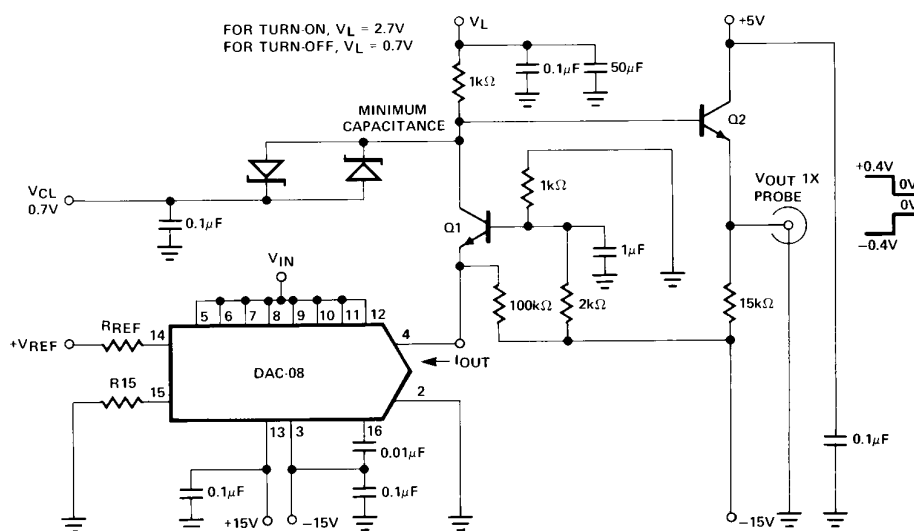 FOR TURN-ON, VL = 2.7V
FOR TURN-OFF, VL = 0.7V
VL
+5V
0.1µF
50µF
1kΩ
MINIMUM
CAPACITANCE
Q2
VCL
0.7V
0.1µF
1kΩ
Q1
1µF
VOUT 1X
PROBE
+0.4V
0V
0V
-0.4V
VIN
100kΩ
2kΩ
15kΩ
5 6 7 8 9 10 11 12
+VREF
RREF
14
4
IOUT
DAC-08
R15
15
2
13 3 16
0.01µF
0.1µF
0.1µF
0.1µF
+15V
-15V
-15V